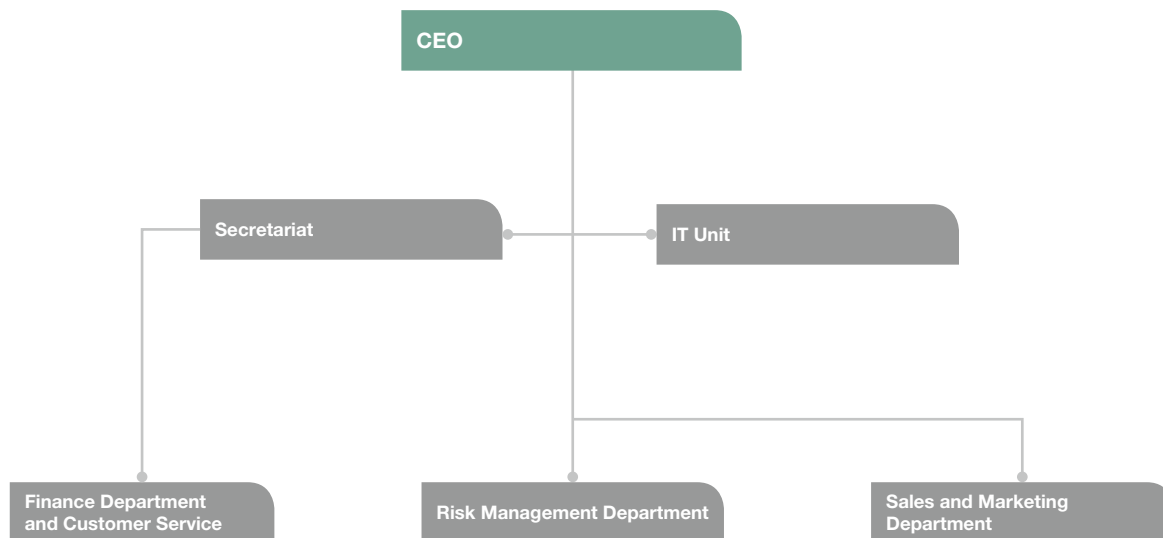 CEO
Secretariat
IT Unit
Finance Department
and Customer Service
Risk Management Department
Sales and Marketing
Department